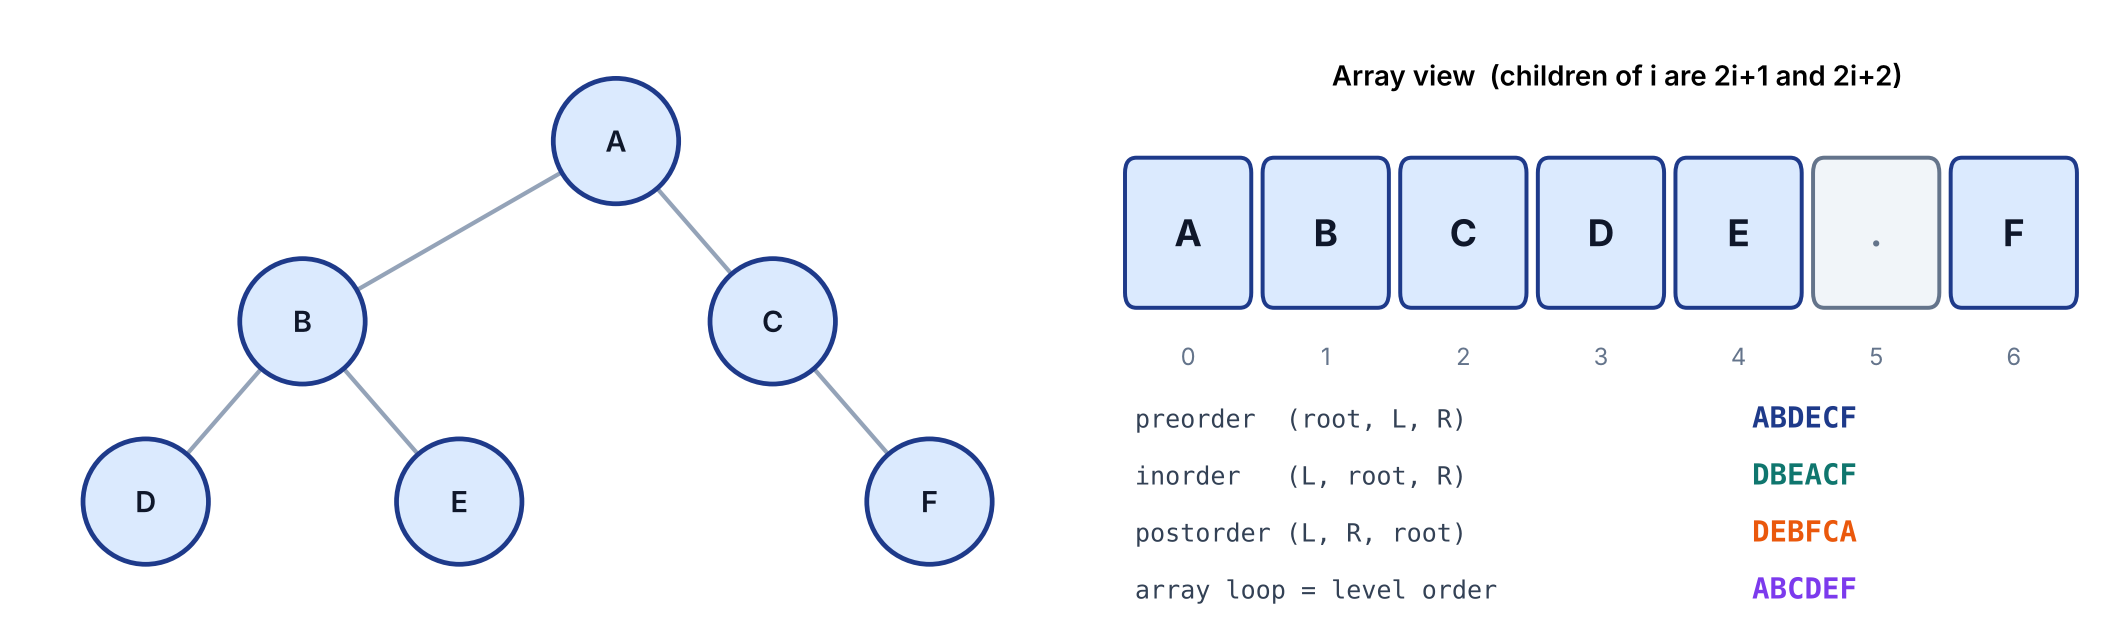 A
B
C
D
E
F
Array view (children of i are 2i+1 and 2i+2)
A B C D E . F
0 1 2 3 4 5 6
preorder (root, L, R) ABDECF
inorder (L, root, R) DBEACF
postorder (L, R, root) DEBFCA
array loop = level order ABCDEF